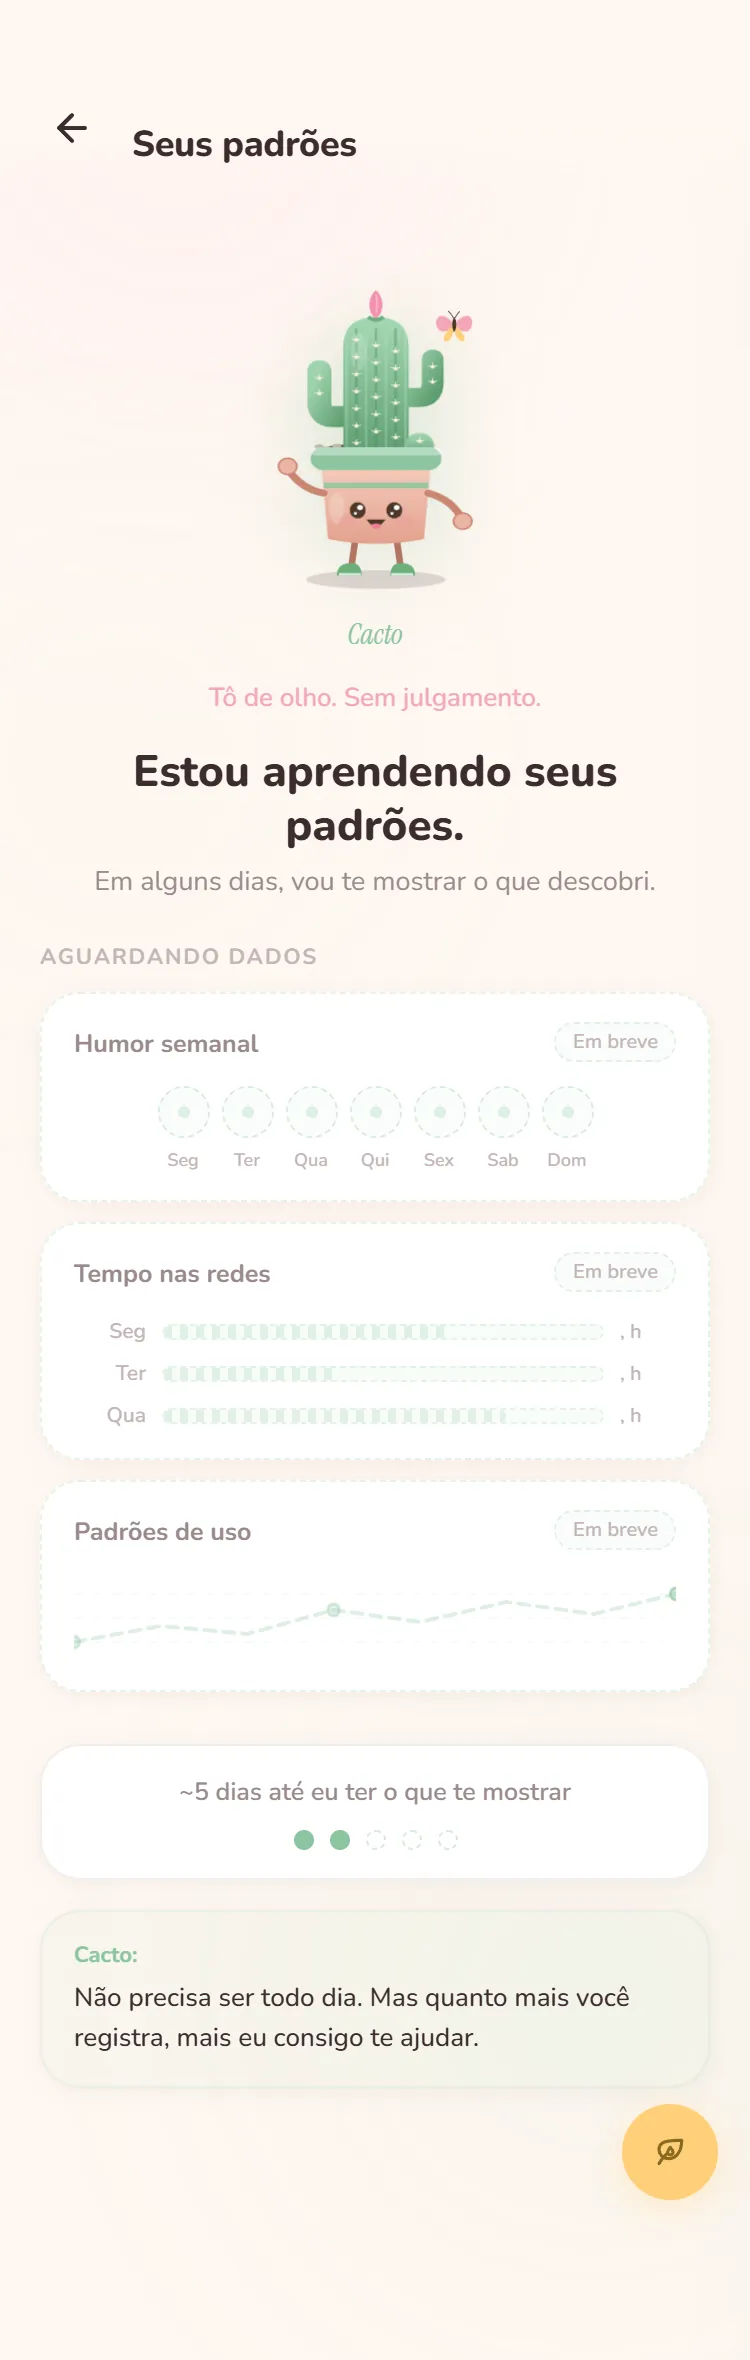 Seus padrões
Cacto
Tô de olho. Sem julgamento.
Estou aprendendo seus
padrões.
Em alguns dias, vou te mostrar o que descobri.
AGUARDANDO DADOS
Humor semanal
Em breve
Seg Ter Qua Qui Sex Sab Dom
Tempo nas redes
Em breve
Seg , h
Ter , h
Qua , h
Padrões de uso
Em breve
~5 dias até eu ter o que te mostrar
Cacto:
Não precisa ser todo dia. Mas quanto mais você
registra, mais eu consigo te ajudar.